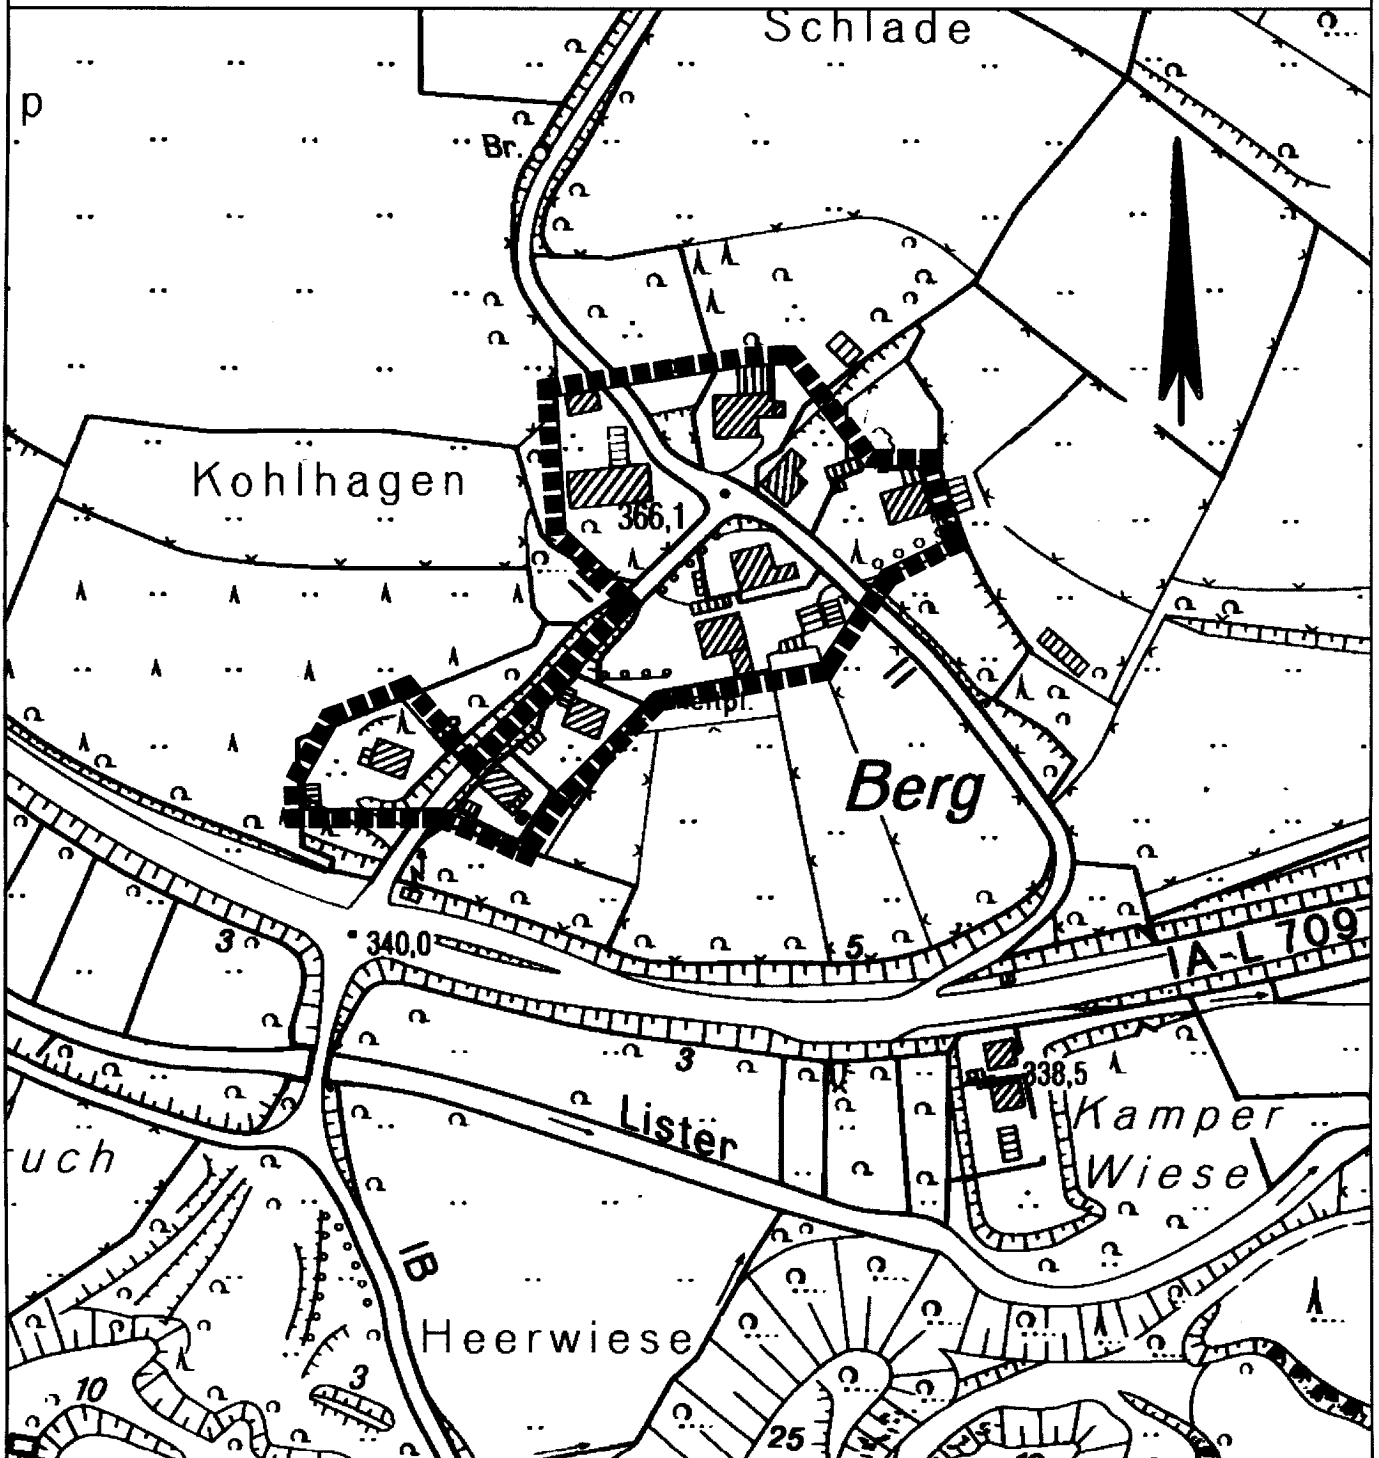 Schlade
p
Br.
Kohlhagen
366,1
Berg
3
340,0
5
IA-L 709
3
338,5
Lister
Kamper
Wiese
uch
IB
Heerwiese
3
10
25